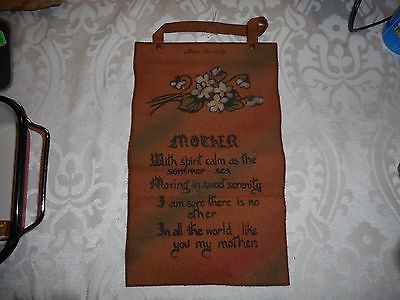 MOTHER
With spirit calm as the
summer sea
Moving in sweet serenity
I am sure there is no
other
In all the world, like
you my mother.